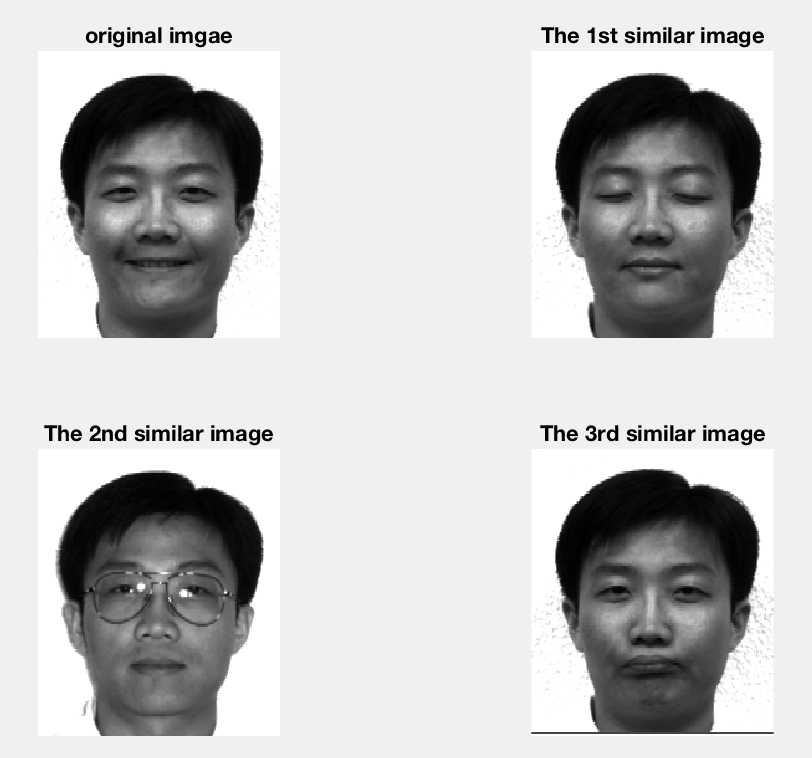 original imgae
The 1st similar image
The 2nd similar image
The 3rd similar image